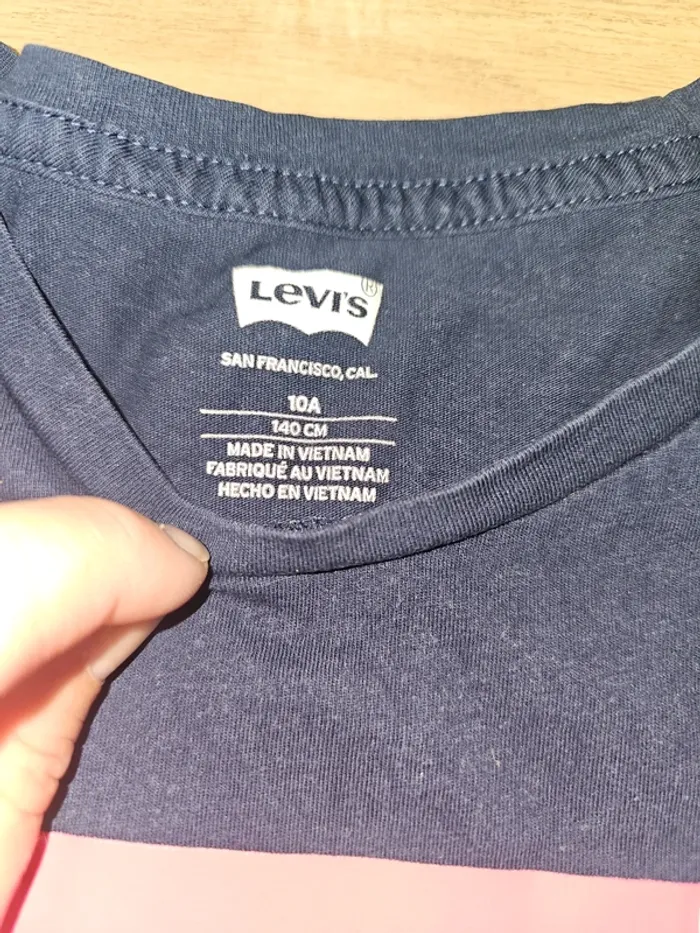 LEVI'S®
SAN FRANCISCO, CAL.
10A
140 CM
MADE IN VIETNAM
FABRIQUÉ AU VIETNAM
HECHO EN VIETNAM